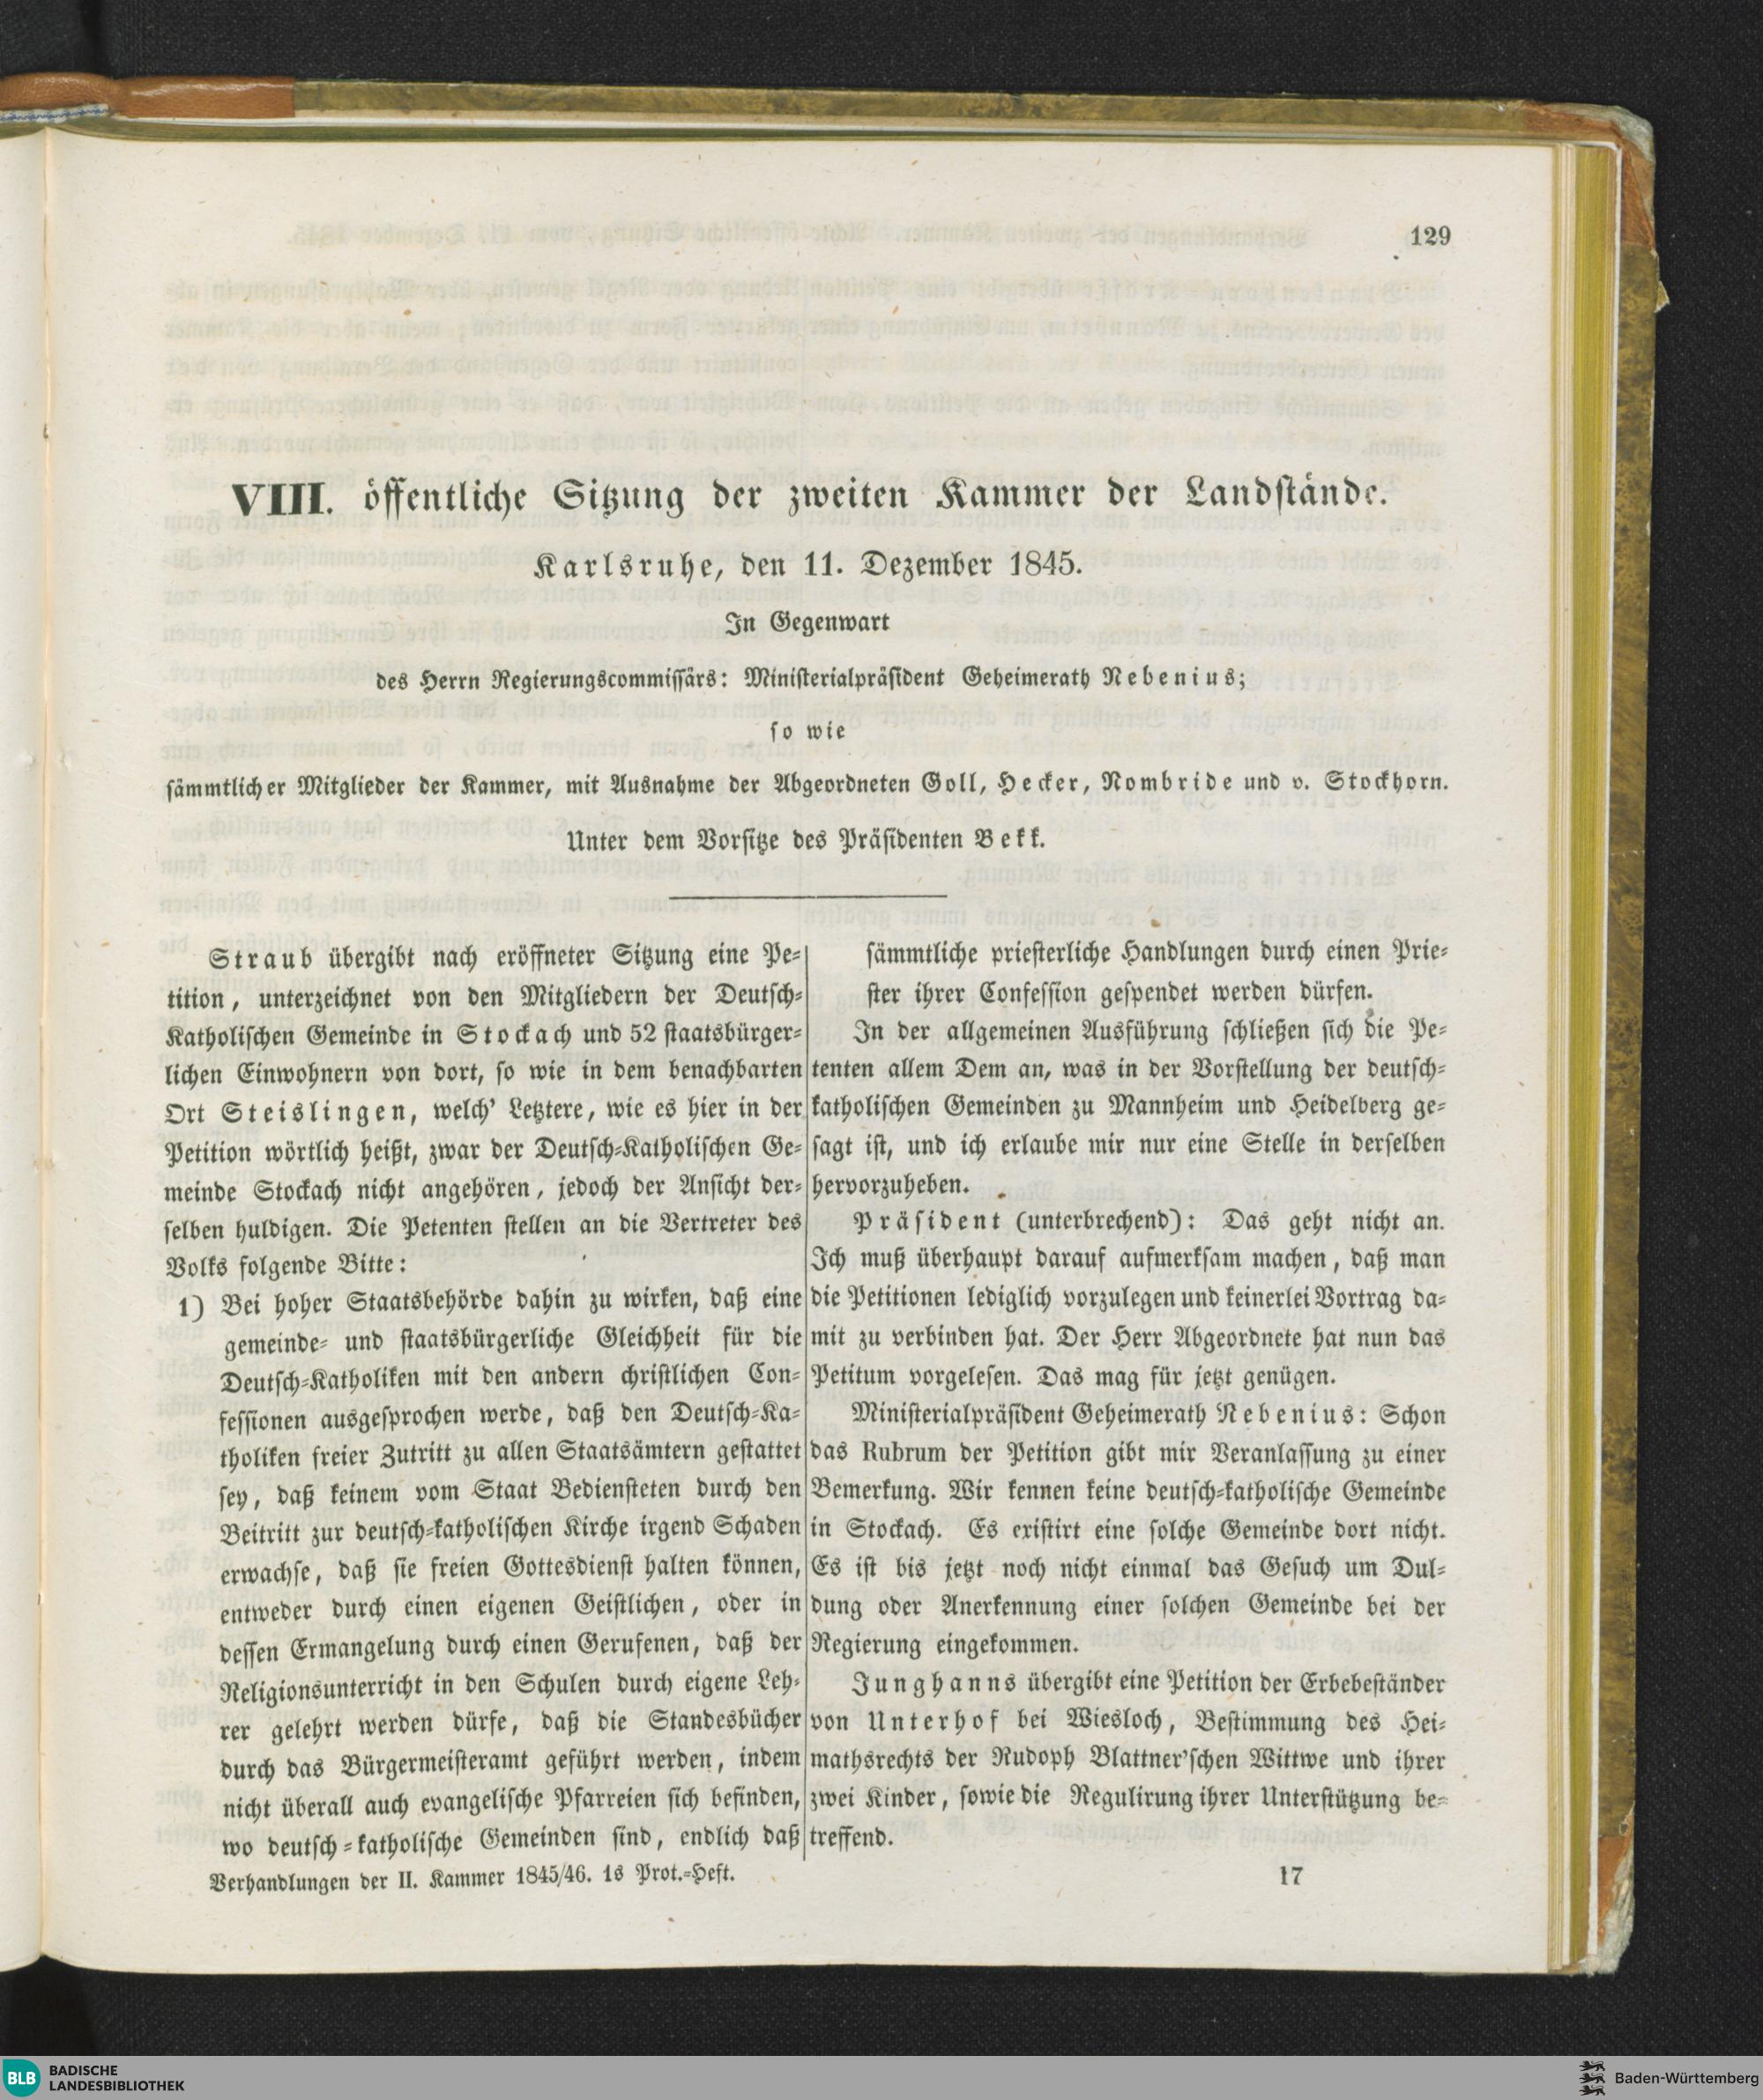 129
VIII. öffentliche Sitzung der zweiten Kammer der Landstände.
Karlsruhe, den 11. Dezember 1845.
In Gegenwart
des Herrn Regierungscommissärs: Ministerialpräsident Geheimerath Nebenius;
so wie
sämmtlicher Mitglieder der Kammer, mit Ausnahme der Abgeordneten Goll, Hecker, Nombride und v. Stockhorn.
Unter dem Vorsitze des Präsidenten Bekk.
Straub übergibt nach eröffneter Sitzung eine Pe-
tition, unterzeichnet von den Mitgliedern der Deutsch-
Katholischen Gemeinde in Stockach und 52 staatsbürger-
lichen Einwohnern von dort, so wie in dem benachbarten
Ort Steislingen, welch' Letztere, wie es hier in der
Petition wörtlich heißt, zwar der Deutsch-Katholischen Ge-
meinde Stockach nicht angehören, jedoch der Ansicht der-
selben huldigen. Die Petenten stellen an die Vertreter des
Volks folgende Bitte:
1) Bei hoher Staatsbehörde dahin zu wirken, daß eine
gemeinde- und staatsbürgerliche Gleichheit für die
Deutsch-Katholiken mit den andern christlichen Con-
fessionen ausgesprochen werde, daß den Deutsch-Ka-
tholiken freier Zutritt zu allen Staatsämtern gestattet
sey, daß keinem vom Staat Bediensteten durch den
Beitritt zur deutsch-katholischen Kirche irgend Schaden
erwachse, daß sie freien Gottesdienst halten können,
entweder durch einen eigenen Geistlichen, oder in
dessen Ermangelung durch einen Gerufenen, daß der
Religionsunterricht in den Schulen durch eigene Leh-
rer gelehrt werden dürfe, daß die Standesbücher
durch das Bürgermeisteramt geführt werden, indem
nicht überall auch evangelische Pfarreien sich befinden,
wo deutsch-katholische Gemeinden sind, endlich daß
sämmtliche priesterliche Handlungen durch einen Prie-
ster ihrer Confession gespendet werden dürfen.
In der allgemeinen Ausführung schließen sich die Pe-
tenten allem Dem an, was in der Vorstellung der deutsch-
katholischen Gemeinden zu Mannheim und Heidelberg ge-
sagt ist, und ich erlaube mir nur eine Stelle in derselben
hervorzuheben.
Präsident (unterbrechend): Das geht nicht an.
Ich muß überhaupt darauf aufmerksam machen, daß man
die Petitionen lediglich vorzulegen und keinerlei Vortrag da-
mit zu verbinden hat. Der Herr Abgeordnete hat nun das
Petitum vorgelesen. Das mag für jetzt genügen.
Ministerialpräsident Geheimerath Nebenius: Schon
das Rubrum der Petition gibt mir Veranlassung zu einer
Bemerkung. Wir kennen keine deutsch-katholische Gemeinde
in Stockach. Es existirt eine solche Gemeinde dort nicht.
Es ist bis jetzt noch nicht einmal das Gesuch um Dul-
dung oder Anerkennung einer solchen Gemeinde bei der
Regierung eingekommen.
Junghanns übergibt eine Petition der Erbebeständer
von Unterhof bei Wiesloch, Bestimmung des Hei-
mathsrechts der Rudoph Blattner'schen Wittwe und ihrer
zwei Kinder, sowie die Regulirung ihrer Unterstützung be-
treffend.
Verhandlungen der II. Kammer 1845/46. 1s Prot.-Heft.
17
BLB BADISCHE
LANDESBIBLIOTHEK
Baden-Württemberg